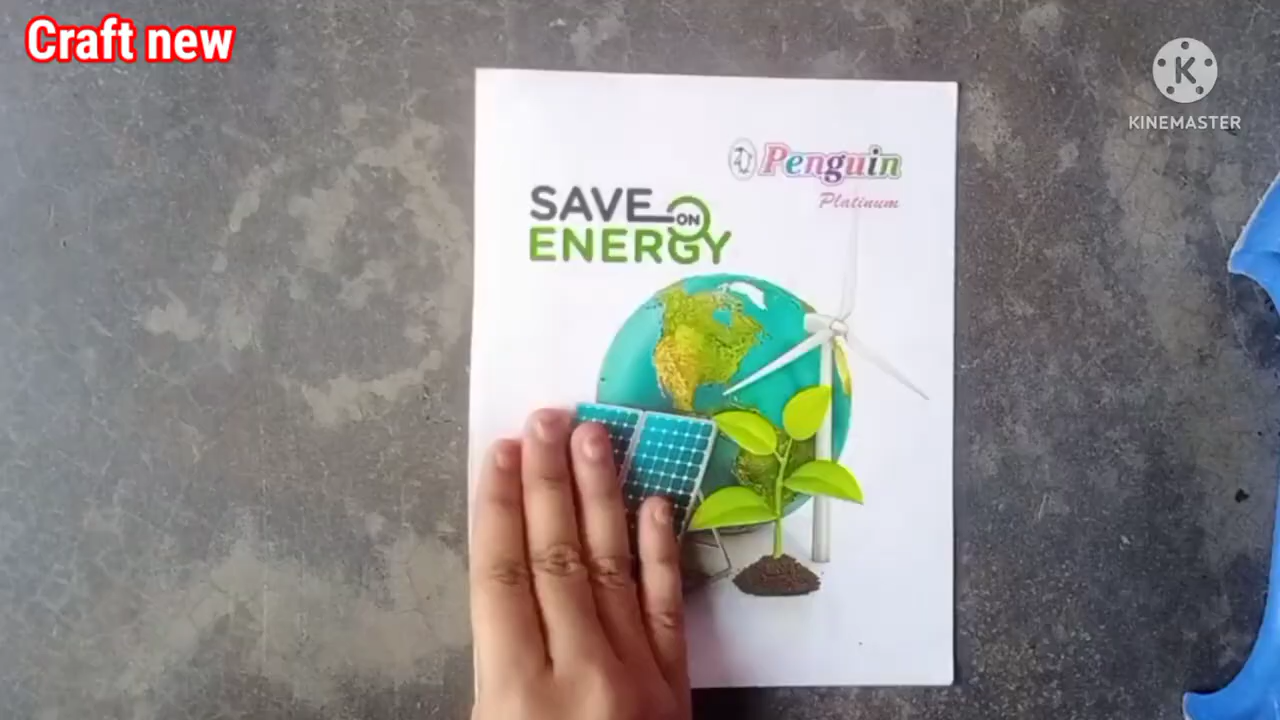 Craft new
KINEMASTER
Penguin
Platinum
SAVE ON
ENERGY